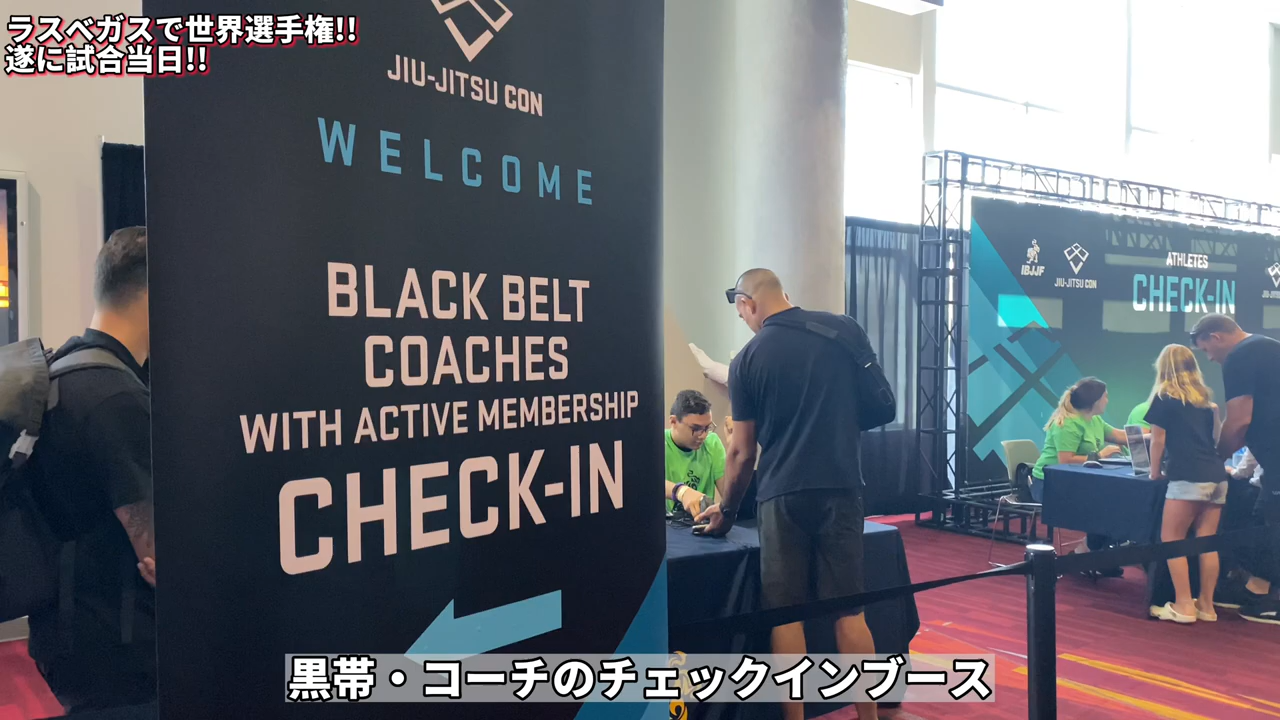 ラスベガスで世界選手権!!
遂に試合当日!!
JIU-JITSU CON
WELCOME
BLACK BELT
COACHES
WITH ACTIVE MEMBERSHIP
CHECK-IN
IBJJF
JIU-JITSU CON
ATHLETES
CHECK-IN
黒帯・コーチのチェックインブース